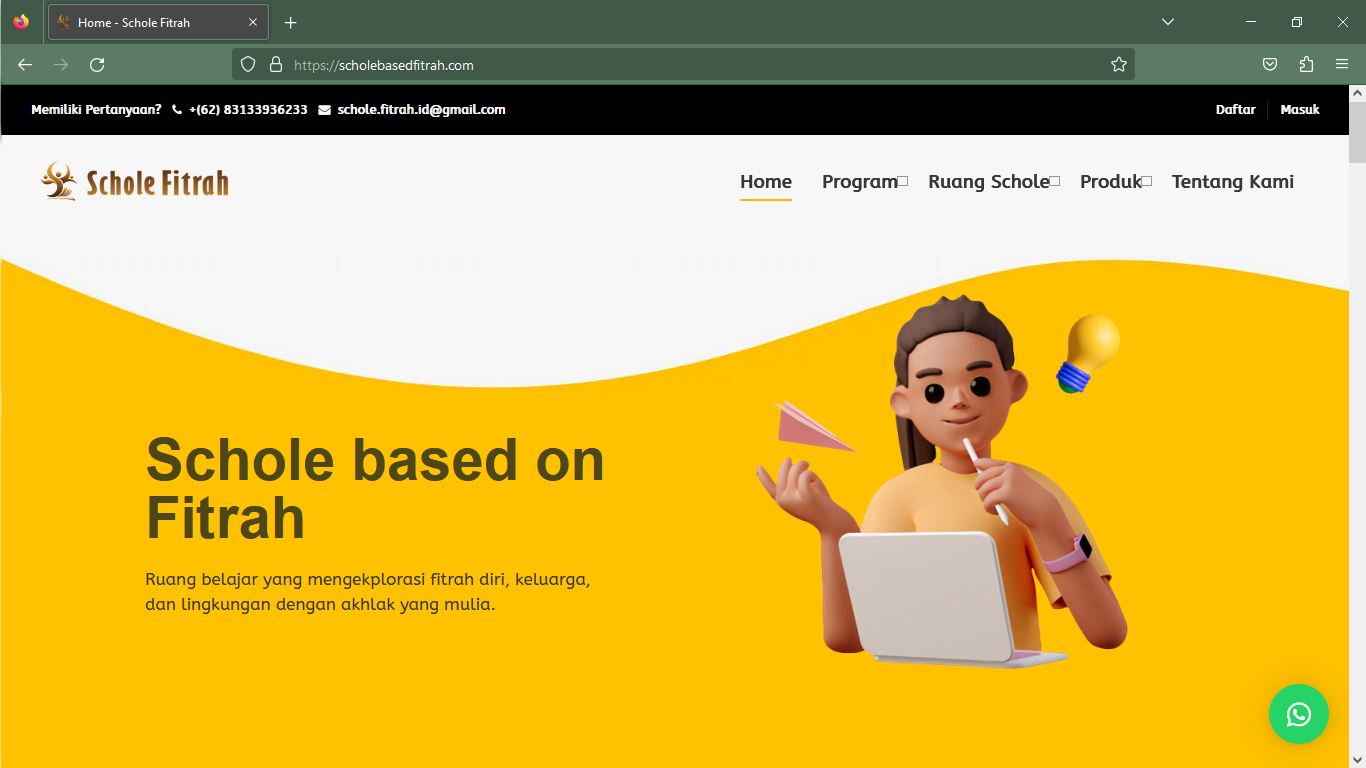 Home - Schole Fitrah
https://scholebasedfitrah.com
Memiliki Pertanyaan? +(62) 83133936233 schole.fitrah.id@gmail.com Daftar Masuk
Schole Fitrah Home Program Ruang Schole Produk Tentang Kami
Schole based on
Fitrah
Ruang belajar yang mengekplorasi fitrah diri, keluarga,
dan lingkungan dengan akhlak yang mulia.